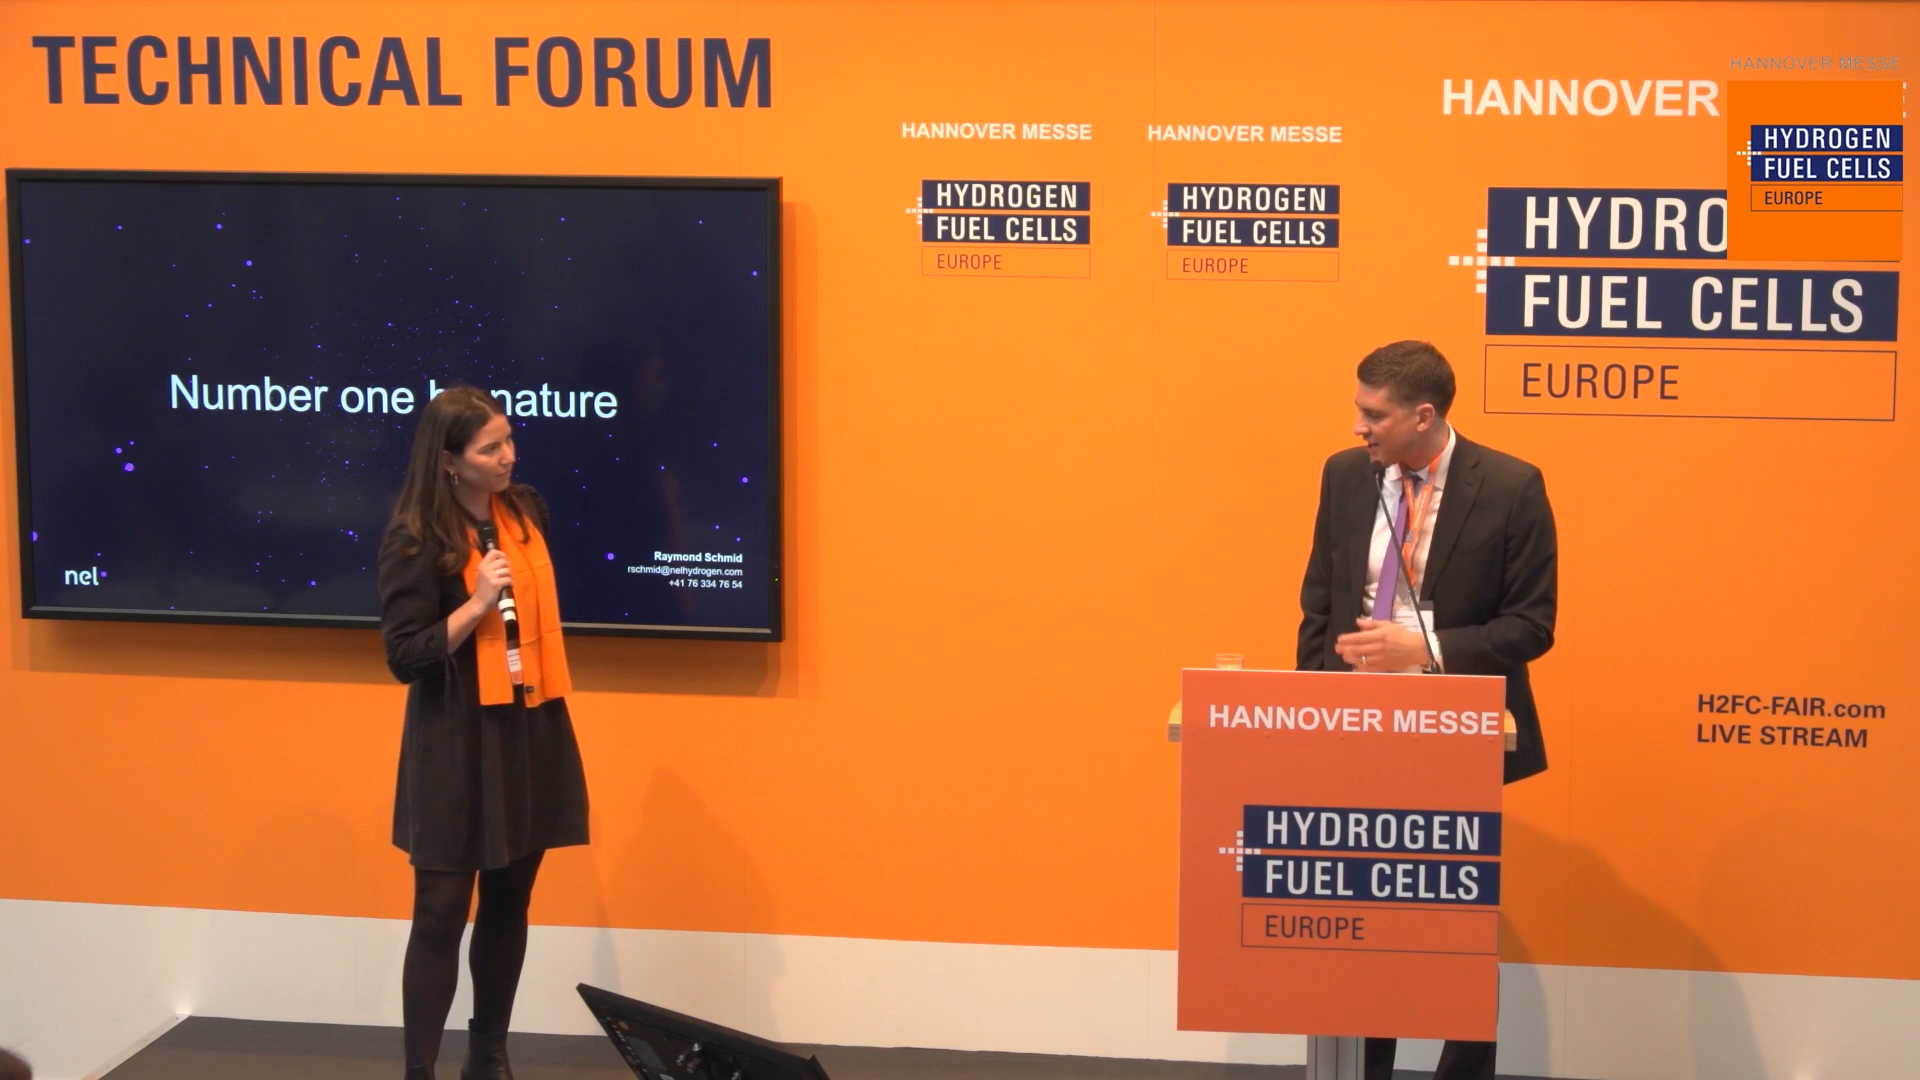 TECHNICAL FORUM
Number one nature
nel
Raymond Schmid
rschmid@nelhydrogen.com
+41 76 334 76 54
HANNOVER MESSE
HYDROGEN
FUEL CELLS
EUROPE
HANNOVER MESSE
HYDROGEN
FUEL CELLS
EUROPE
HANNOVER
HYDRO
FUEL CELLS
EUROPE
HANNOVER MESSE
HYDROGEN
FUEL CELLS
EUROPE
H2FC-FAIR.com
LIVE STREAM
HANNOVER MESSE
HYDROGEN
FUEL CELLS
EUROPE